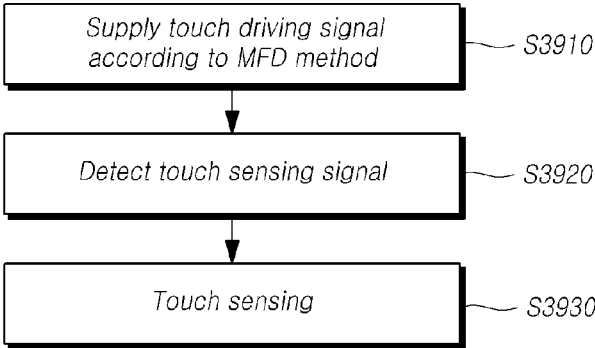 Supply touch driving signal
according to MFD method
S3910
Detect touch sensing signal
S3920
Touch sensing
S3930